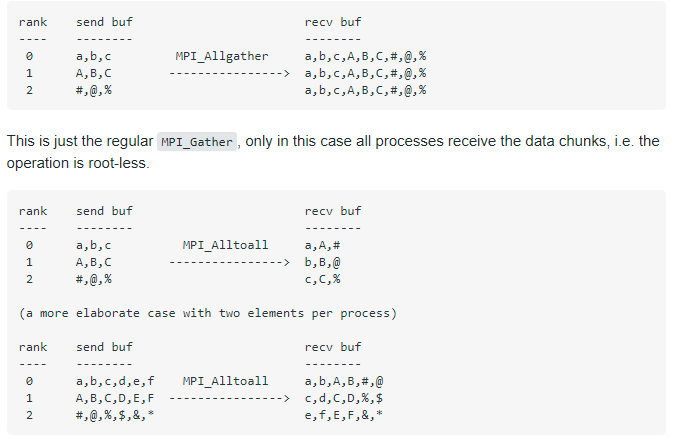 rank    send buf                        recv buf
----    --------                        --------
 0      a,b,c         MPI_Allgather     a,b,c,A,B,C,#,@,%
 1      A,B,C        ---------------->  a,b,c,A,B,C,#,@,%
 2      #,@,%                           a,b,c,A,B,C,#,@,%
This is just the regular MPI_Gather, only in this case all processes receive the data chunks, i.e. the
operation is root-less.
rank    send buf                        recv buf
----    --------                        --------
 0      a,b,c          MPI_Alltoall     a,A,#
 1      A,B,C        ---------------->  b,B,@
 2      #,@,%                           c,C,%
(a more elaborate case with two elements per process)
rank    send buf                        recv buf
----    --------                        --------
 0      a,b,c,d,e,f    MPI_Alltoall     a,b,A,B,#,@
 1      A,B,C,D,E,F  ---------------->  c,d,C,D,%,$
 2      #,@,%,$,&,*                     e,f,E,F,&,*